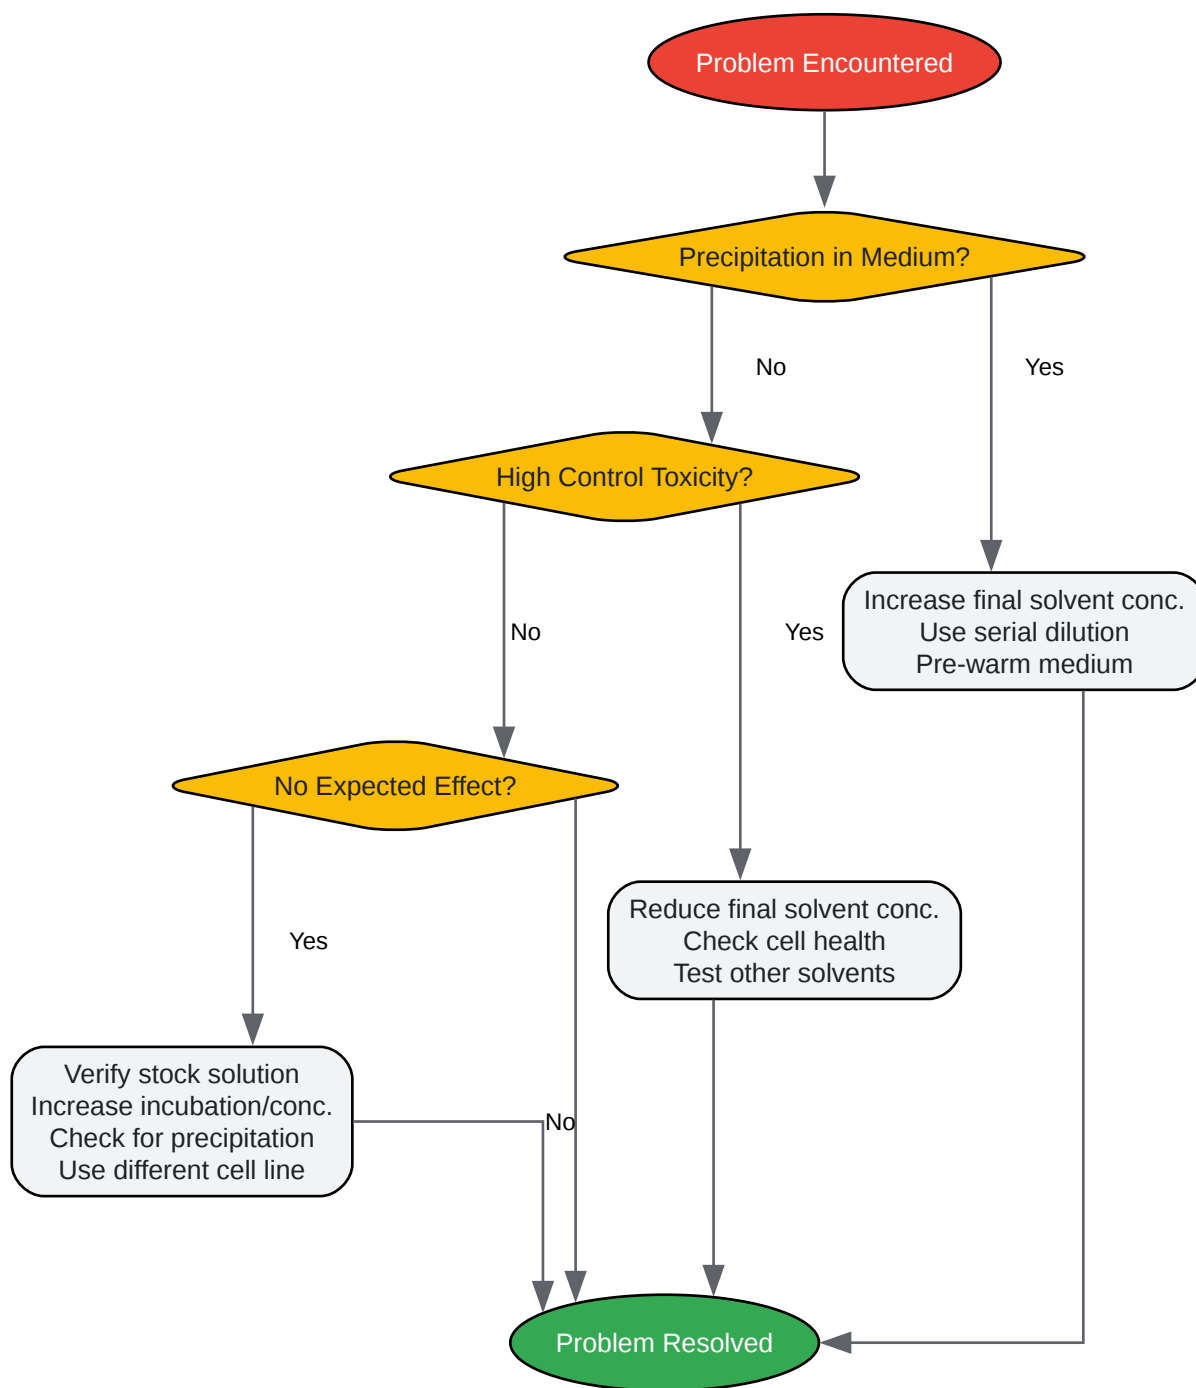 Problem Encountered
Precipitation in Medium?
No
Yes
High Control Toxicity?
Increase final solvent conc.
Use serial dilution
Pre-warm medium
No
Yes
No Expected Effect?
Reduce final solvent conc.
Check cell health
Test other solvents
Yes
Verify stock solution
Increase incubation/conc.
Check for precipitation
Use different cell line
No
Problem Resolved